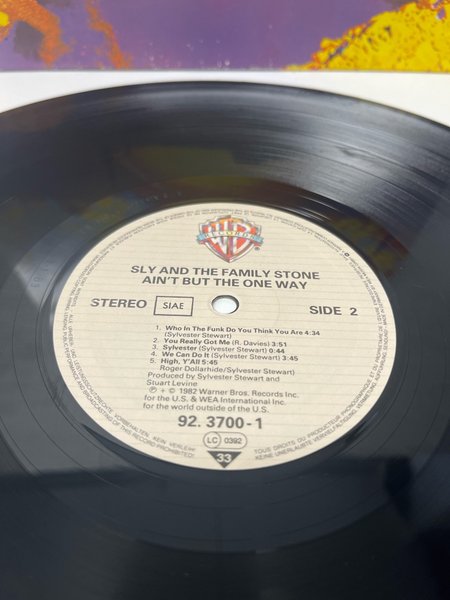 RECORDS
SLY AND THE FAMILY STONE
AIN'T BUT THE ONE WAY
STEREO SIAE SIDE 2
1. Who In The Funk Do You Think You Are 4:34
(Sylvester Stewart)
2. You Really Got Me (R. Davies) 3:50
3. Sylvester (Sylvester Stewart) 0:44
4. We Can Do It (Sylvester Stewart) 3:45
5. High, Y'All 5:45
Roger Dollarhide/Sylvester Stewart)
Produced by Sylvester Stewart and
Stuart Levine
℗ + © 1982 Warner Bros. Records Inc.
for the U.S. & WEA International Inc.
for the world outside of the U.S.
92. 3700-1
LC 0392
33